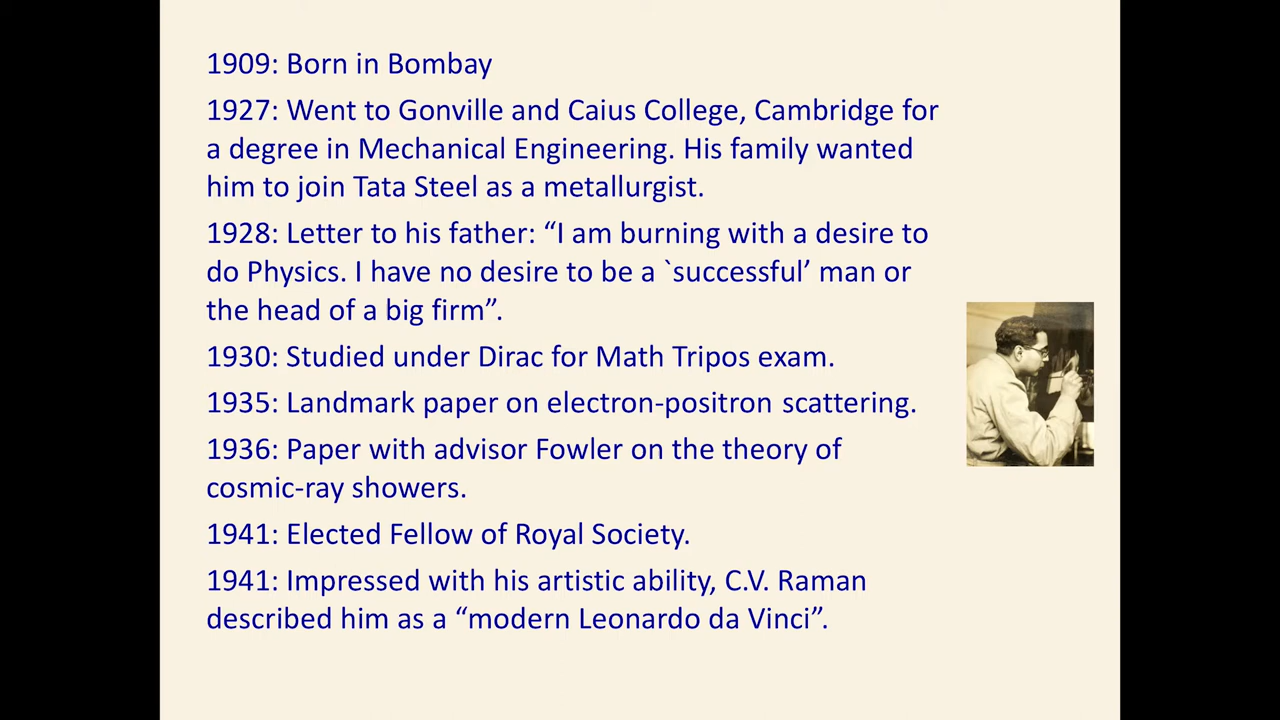 1909: Born in Bombay
1927: Went to Gonville and Caius College, Cambridge for
a degree in Mechanical Engineering. His family wanted
him to join Tata Steel as a metallurgist.
1928: Letter to his father: “I am burning with a desire to
do Physics. I have no desire to be a `successful’ man or
the head of a big firm”.
1930: Studied under Dirac for Math Tripos exam.
1935: Landmark paper on electron-positron scattering.
1936: Paper with advisor Fowler on the theory of
cosmic-ray showers.
1941: Elected Fellow of Royal Society.
1941: Impressed with his artistic ability, C.V. Raman
described him as a “modern Leonardo da Vinci”.